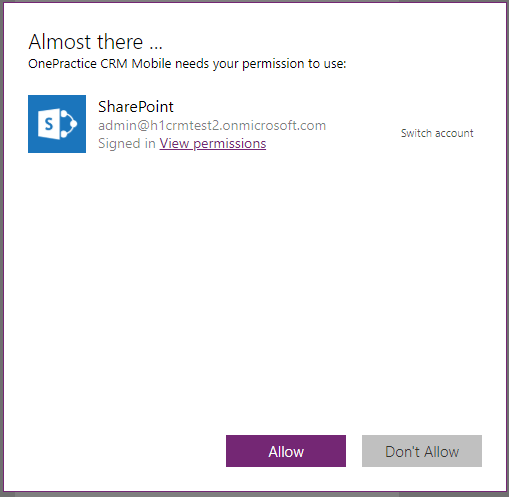 Almost there ...
OnePractice CRM Mobile needs your permission to use:
S
SharePoint
admin@h1crmtest2.onmicrosoft.com
Signed in View permissions
Switch account
Allow
Don't Allow